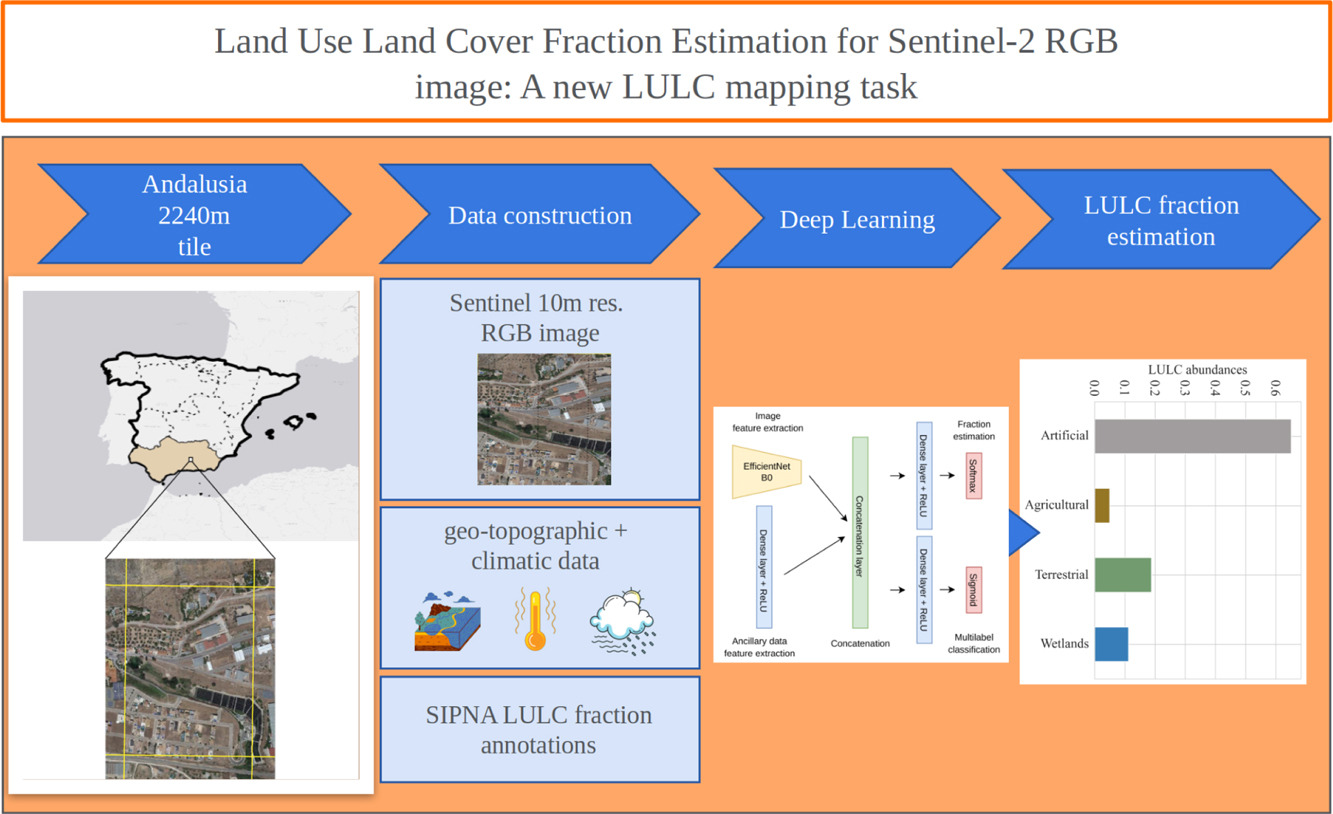 Land Use Land Cover Fraction Estimation for Sentinel-2 RGB
image: A new LULC mapping task
Andalusia
2240m
tile
Data construction
Deep Learning
LULC fraction
estimation
Sentinel 10m res.
RGB image
geo-topographic +
climatic data
SIPNA LULC fraction
annotations
Image
feature extraction
EfficientNet
B0
Dense layer + ReLU
Ancillary data
feature extraction
Concatenation layer
Concatenation
Dense layer + ReLU
Dense layer + ReLU
Fraction
estimation
Softmax
Sigmoid
Multilabel
classification
LULC abundances
0.0
0.1
0.2
0.3
0.4
0.5
0.6
Artificial
Agricultural
Terrestrial
Wetlands